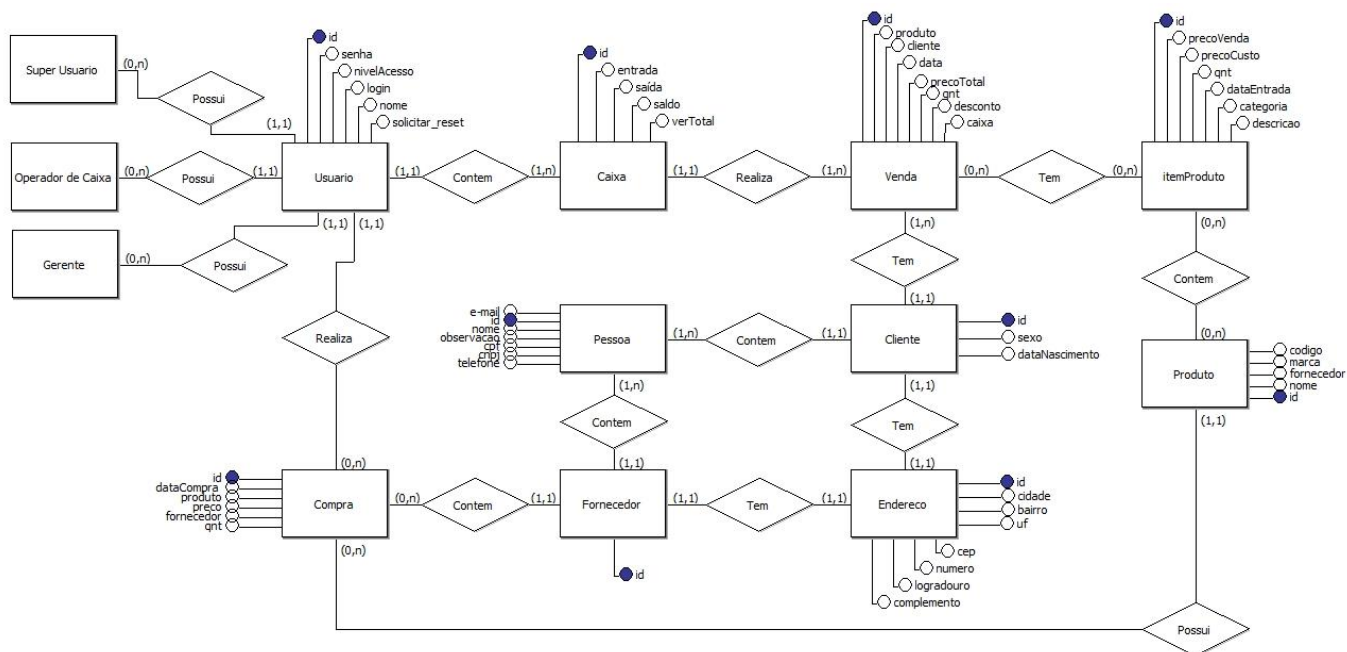 id
senha
nivelAcesso
login
nome
solicitar_reset
id
entrada
saída
saldo
verTotal
id
produto
cliente
data
precoTotal
qnt
desconto
caixa
id
precoVenda
precoCusto
qnt
dataEntrada
categoria
descricao
Super Usuario
(0,n)
Possui
(1,1)
Operador de Caixa
(0,n)
Possui
(1,1)
Usuario
(1,1)
Contem
(1,n)
Caixa
(1,1)
Realiza
(1,n)
Venda
(0,n)
Tem
(0,n)
itemProduto
(1,1)
(1,1)
(1,n)
(0,n)
Gerente
(0,n)
Possui
Tem
Contem
(1,1)
(0,n)
Realiza
e-mail
id
nome
observacao
cpf
cnpj
telefone
Pessoa
(1,n)
Contem
(1,1)
Cliente
id
sexo
dataNascimento
Produto
codigo
marca
fornecedor
nome
id
(1,n)
(1,1)
(1,1)
Contem
Tem
(0,n)
(1,1)
(1,1)
id
dataCompra
produto
preco
fornecedor
qnt
Compra
(0,n)
Contem
(1,1)
Fornecedor
(1,1)
Tem
(1,1)
Endereco
id
cidade
bairro
uf
(0,n)
id
cep
numero
logradouro
complemento
Possui